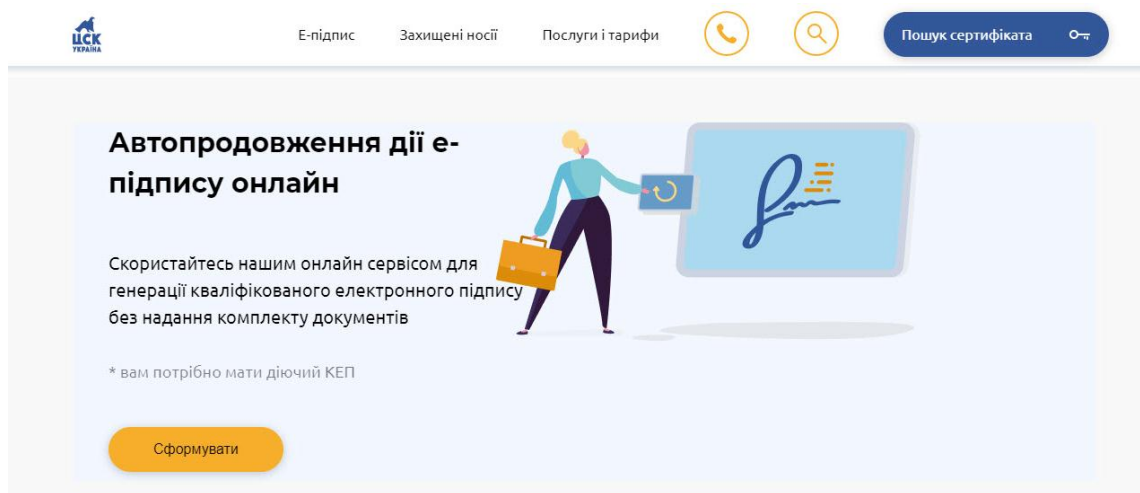 ЦСК
УКРАЇНА
Е-підпис
Захищені носії
Послуги і тарифи
Пошук сертифіката
Автопродовження дії е-
підпису онлайн
Скористайтесь нашим онлайн сервісом для
генерації кваліфікованого електронного підпису
без надання комплекту документів
* вам потрібно мати діючий КЕП
Сформувати